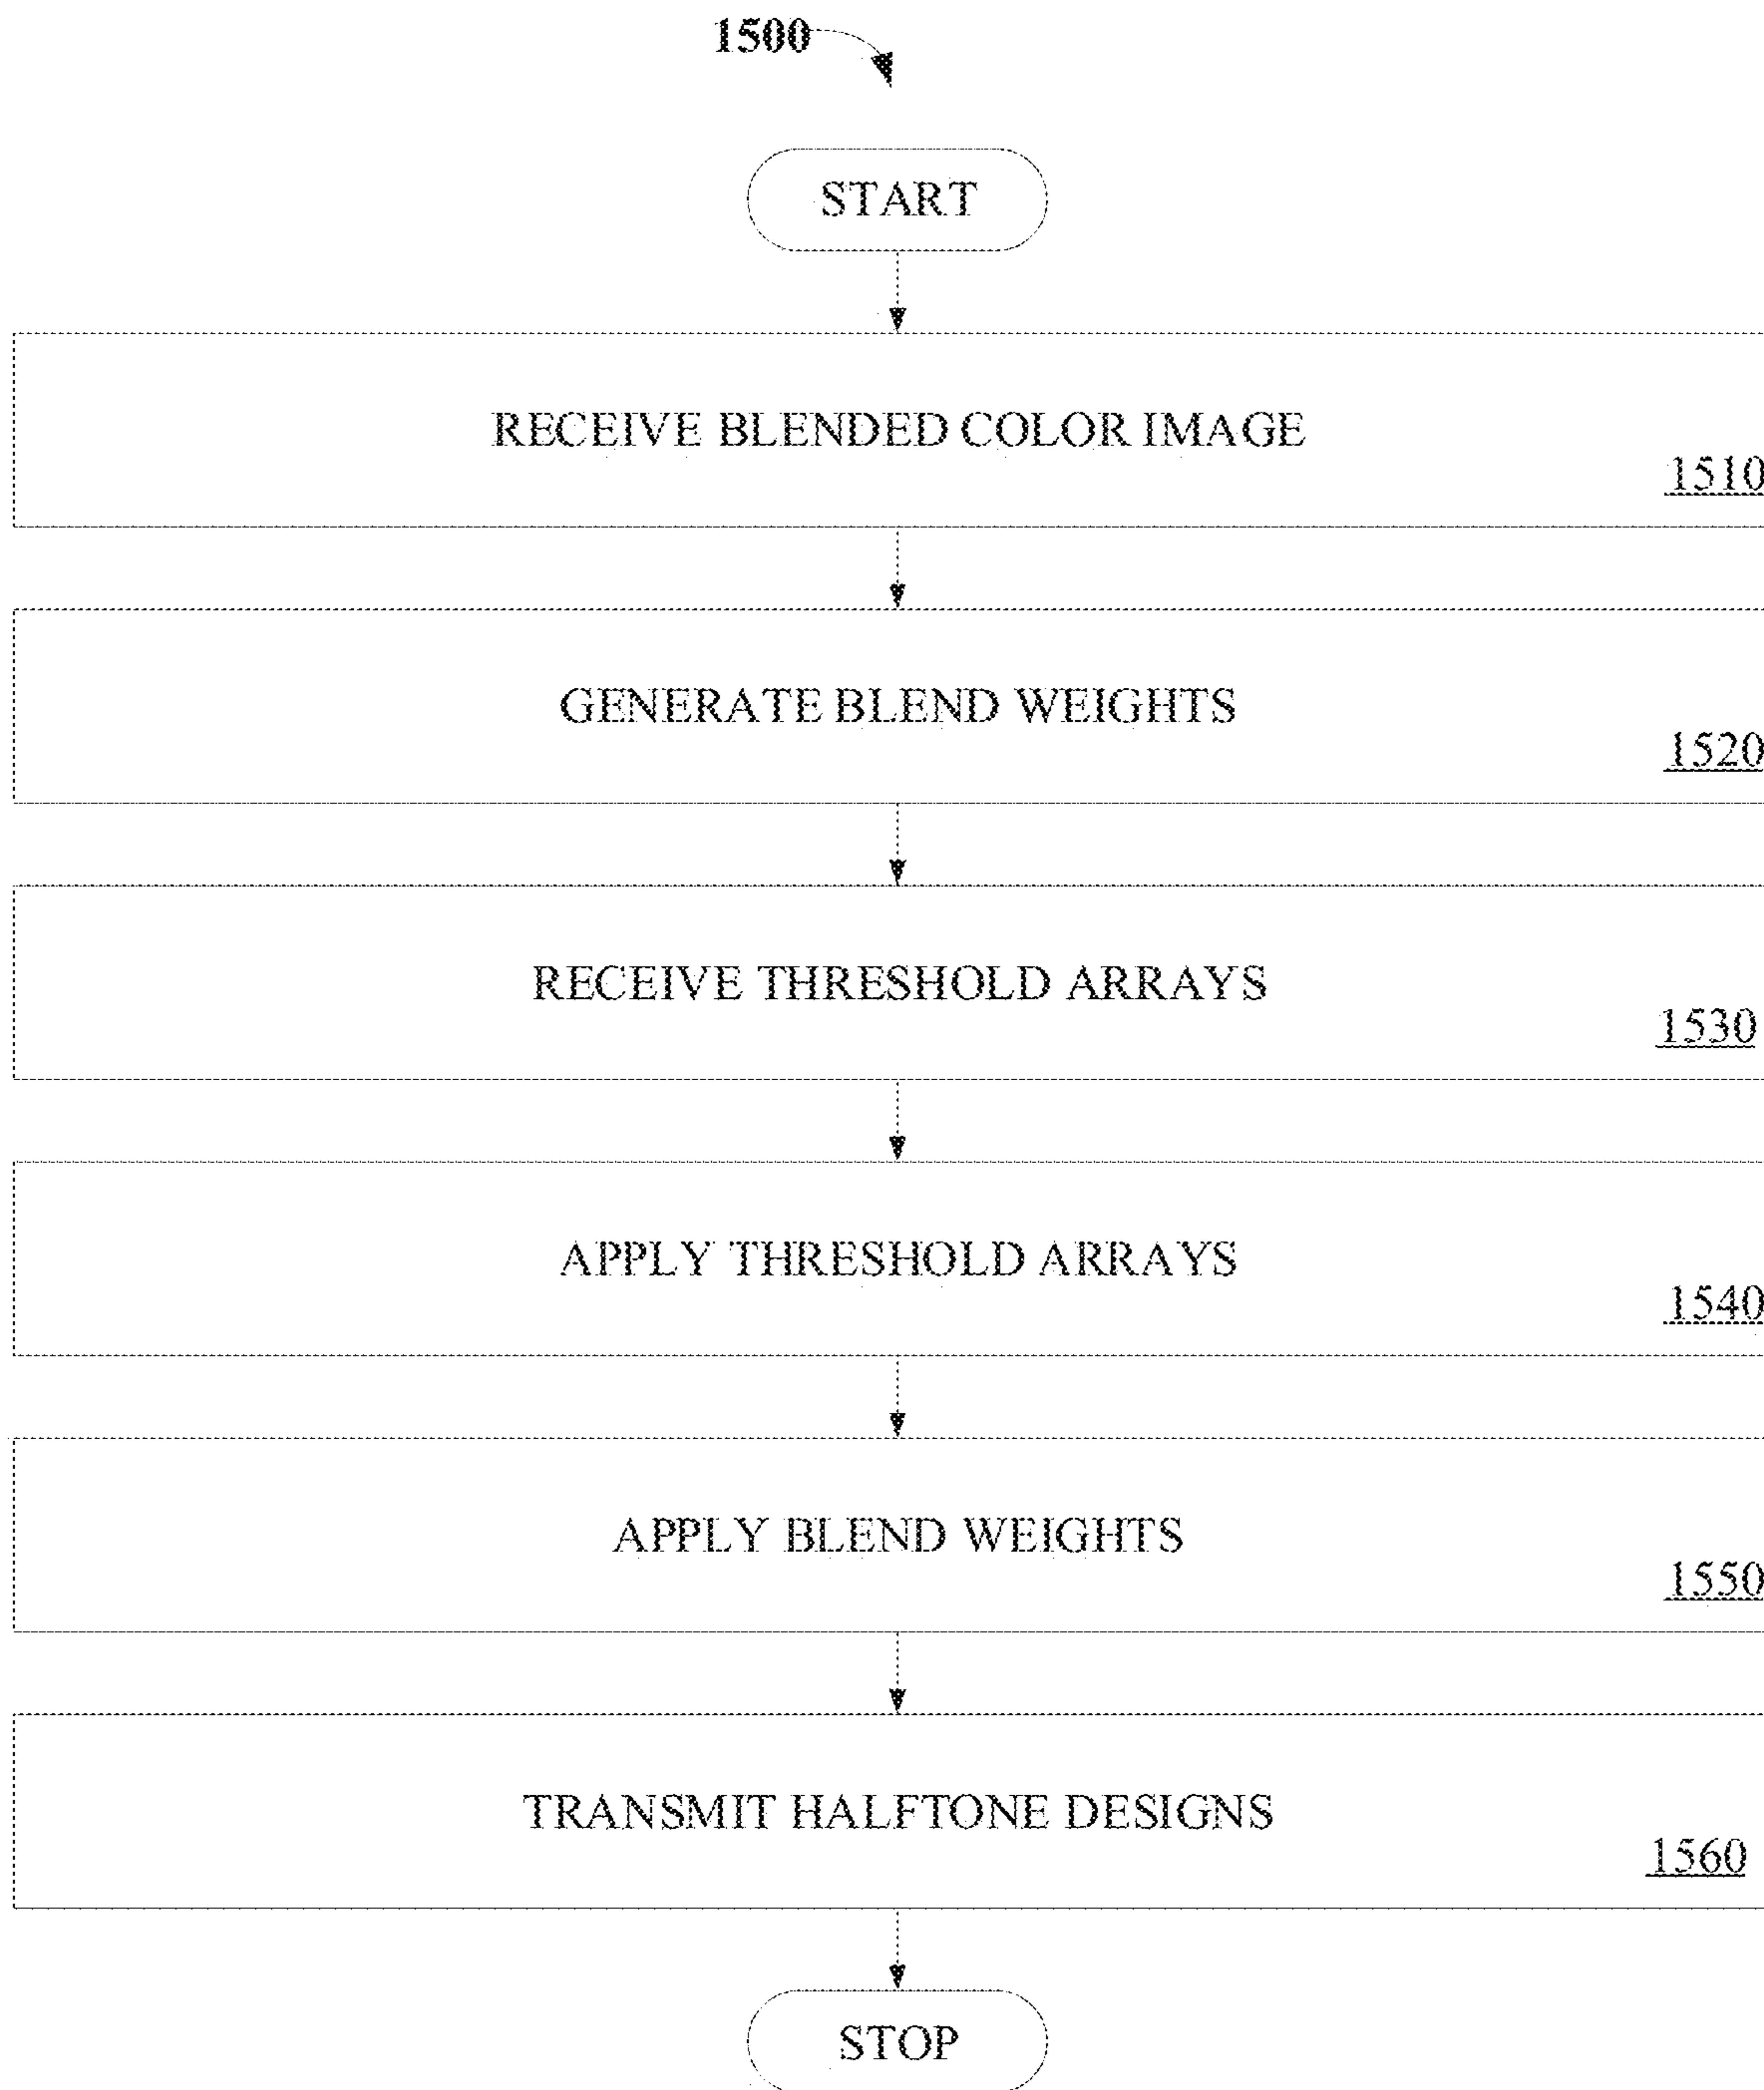 1500
START
RECEIVE BLENDED COLOR IMAGE
1510
GENERATE BLEND WEIGHTS
1520
RECEIVE THRESHOLD ARRAYS
1530
APPLY THRESHOLD ARRAYS
1540
APPLY BLEND WEIGHTS
1550
TRANSMIT HALFTONE DESIGNS
1560
STOP